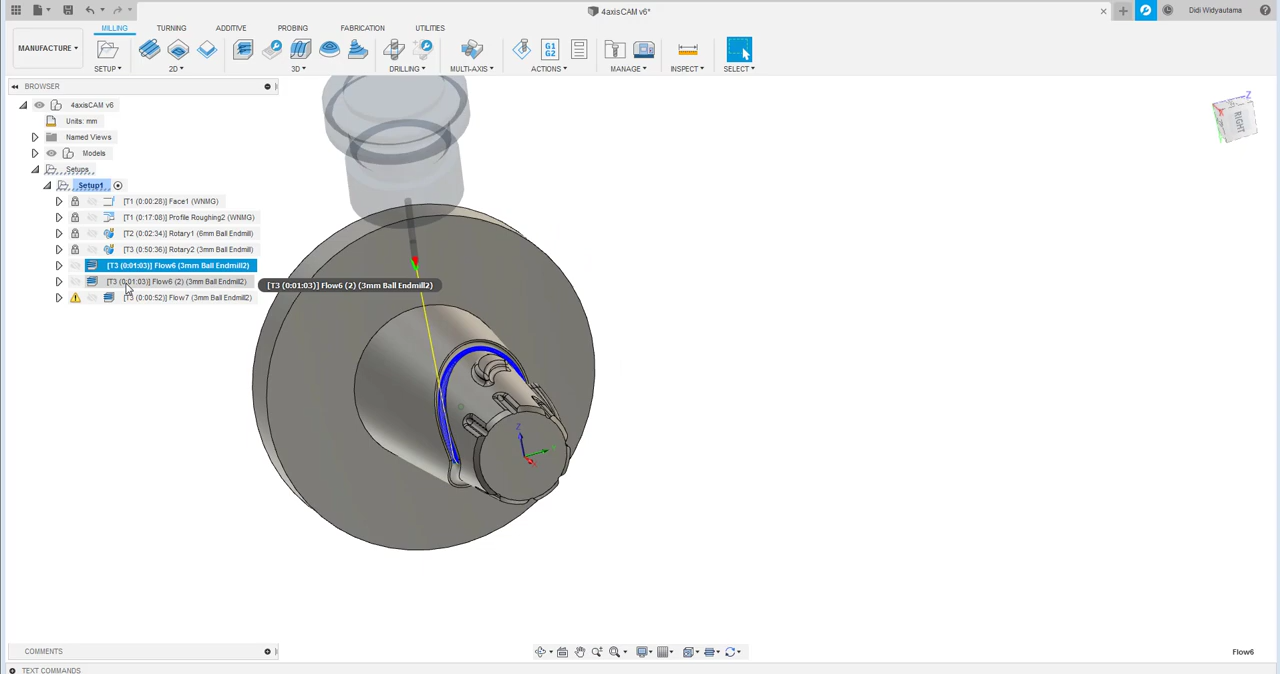 4axisCAM v6*
Didi Widyautama
MILLING TURNING ADDITIVE PROBING FABRICATION UTILITIES
MANUFACTURE
G1
G2
SETUP 2D 3D DRILLING MULTI-AXIS ACTIONS MANAGE INSPECT SELECT
BROWSER
4axisCAM v6
Units: mm
Named Views
Models
Setups
Setup1
[T1 (0:00:28)] Face1 (WNMG)
[T1 (0:17:08)] Profile Roughing2 (WNMG)
[T2 (0:02:34)] Rotary1 (6mm Ball Endmill)
[T3 (0:50:36)] Rotary2 (3mm Ball Endmill)
[T3 (0:01:03)] Flow6 (3mm Ball Endmill2)
[T3 (0:01:03)] Flow6 (2) (3mm Ball Endmill2)
[T3 (0:01:03)] Flow6 (2) (3mm Ball Endmill2)
[T3 (0:00:52)] Flow7 (3mm Ball Endmill2)
Z
X
RIGHT
Z
COMMENTS
Flow6
TEXT COMMANDS